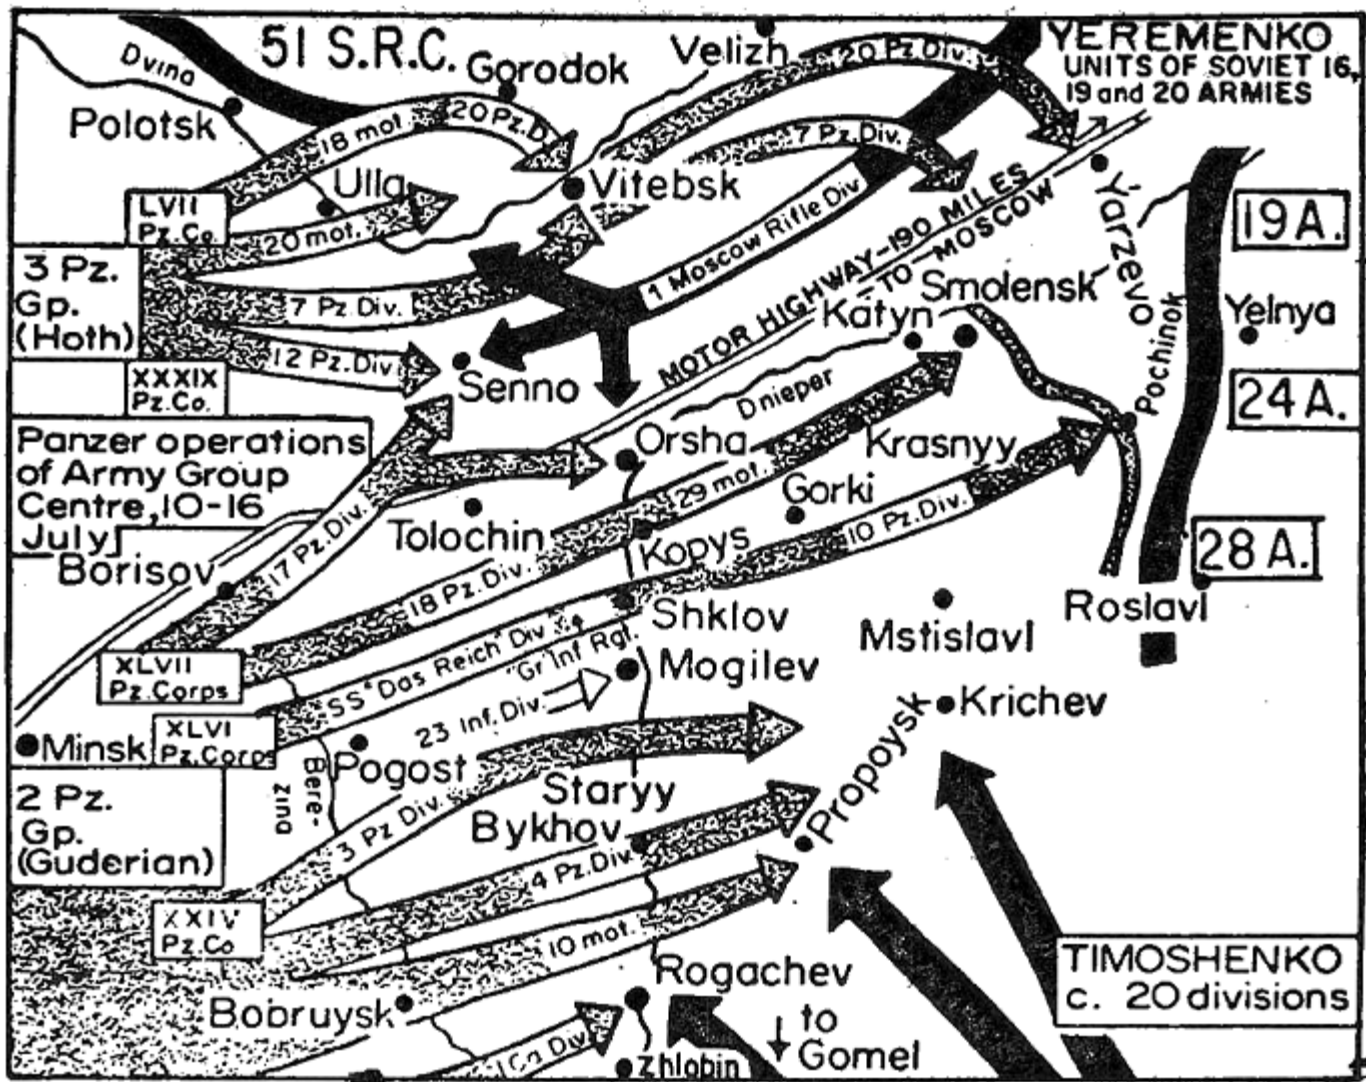 51 S.R.C.
Dvina
Gorodok
Velizh
20 Pz. Div.
YEREMENKO
UNITS OF SOVIET 16,
19 and 20 ARMIES
Polotsk
18 mot.
20 Pz.D
7 Pz. Div.
Ulla
Vitebsk
LVII
Pz.Co.
20 mot.
1 Moscow Rifle Div
MOTOR HIGHWAY-190 MILES
TO MOSCOW
Yarzevo
19A.
3 Pz.
Gp.
(Hoth)
7 Pz. Div.
12 Pz.Div
Senno
XXXIX
Pz.Co.
Katyn
Smolensk
Pochinok
Yelnya
Dnieper
24 A.
Panzer operations
of Army Group
Centre, 10-16
July
Orsha
Krasnyy
29 mot.
Gorki
Tolochin
Kopys
10 Pz.Div.
28 A.
Borisov
17 Pz. Div.
18 Pz. Div.
Shklov
Mstislavl
Roslavl
XLVII
Pz.Corps
SS "Das Reich" Div.
"Gr" Inf Rgt.
Mogilev
23 Inf. Div.
Krichev
Minsk
XLVI
Pz.Corps
Pogost
Bere-
zina
Propoysk
2 Pz.
Gp.
(Guderian)
3 Pz Div.
Staryy
Bykhov
4 Pz.Div
XXIV
Pz.Co
10 mot.
Rogachev
TIMOSHENKO
c. 20 divisions
Bobruysk
to
Gomel
Zhlobin